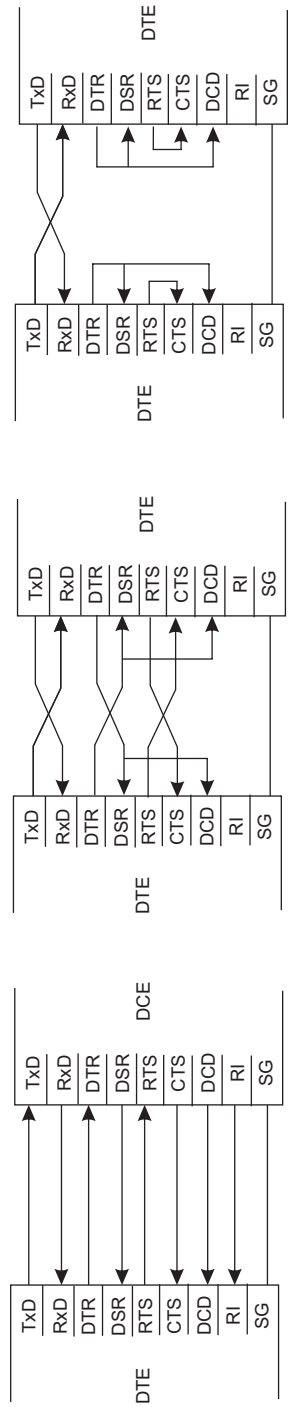 DTE
TxD
RxD
DTR
DSR
RTS
CTS
DCD
RI
SG
DCE
TxD
RxD
DTR
DSR
RTS
CTS
DCD
RI
SG
DTE
TxD
RxD
DTR
DSR
RTS
CTS
DCD
RI
SG
DTE
TxD
RxD
DTR
DSR
RTS
CTS
DCD
RI
SG
DTE
TxD
RxD
DTR
DSR
RTS
CTS
DCD
RI
SG
DTE
TxD
RxD
DTR
DSR
RTS
CTS
DCD
RI
SG